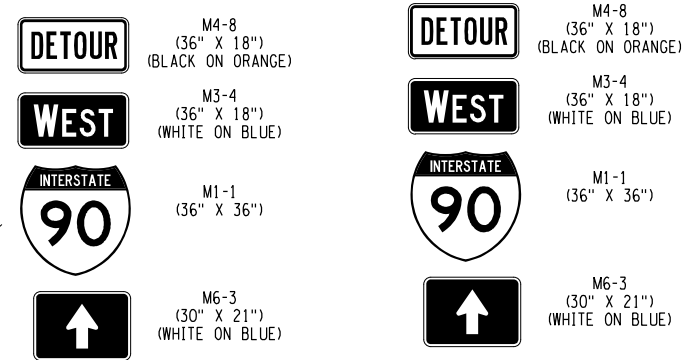 DETOUR
M4-8
(36" X 18")
(BLACK ON ORANGE)
WEST
M3-4
(36" X 18")
(WHITE ON BLUE)
INTERSTATE
90
M1-1
(36" X 36")
M6-3
(30" X 21")
(WHITE ON BLUE)
DETOUR
M4-8
(36" X 18")
(BLACK ON ORANGE)
WEST
M3-4
(36" X 18")
(WHITE ON BLUE)
INTERSTATE
90
M1-1
(36" X 36")
M6-3
(30" X 21")
(WHITE ON BLUE)